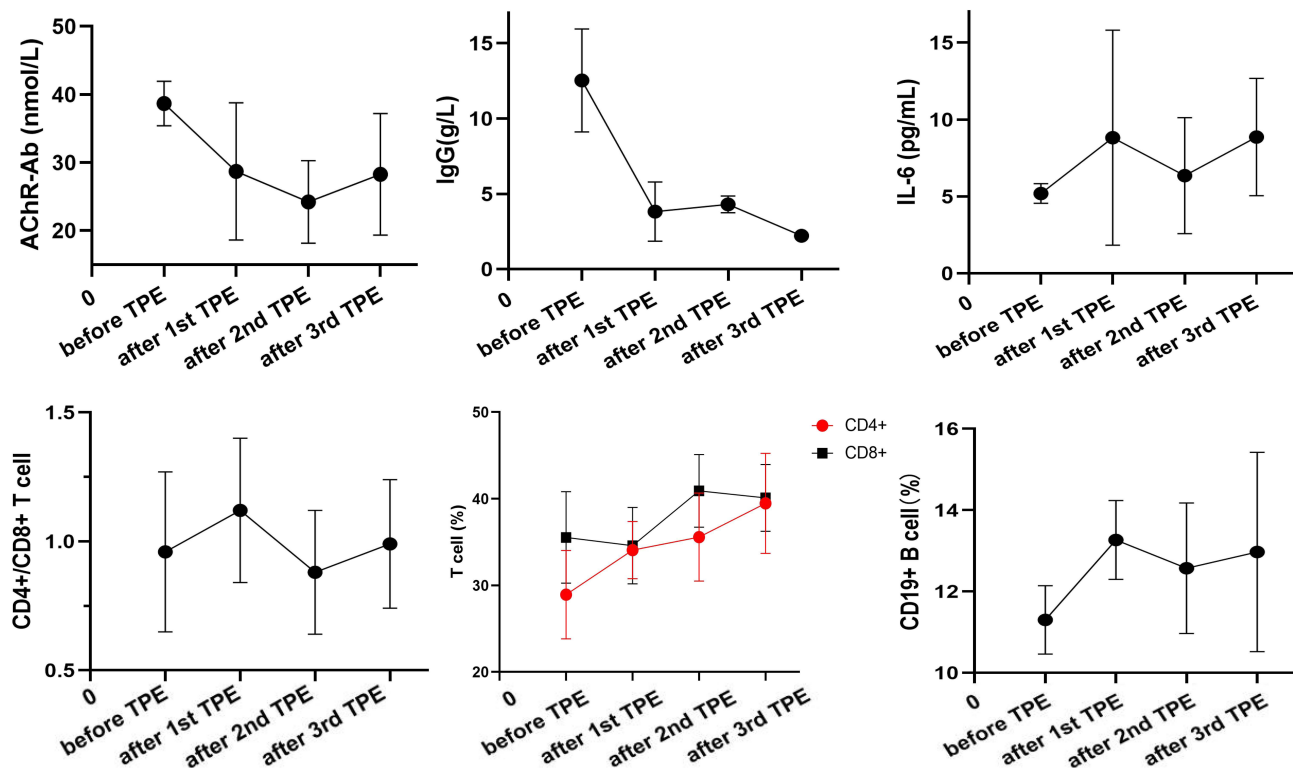 AChR-Ab (nmol/L)
50
40
30
20
0
before TPE
after 1st TPE
after 2nd TPE
after 3rd TPE
IgG(g/L)
15
10
5
0
0
before TPE
after 1st TPE
after 2nd TPE
after 3rd TPE
IL-6 (pg/mL)
15
10
5
0
0
before TPE
after 1st TPE
after 2nd TPE
after 3rd TPE
CD4+/CD8+ T cell
1.5
1.0
0.5
0
before TPE
after 1st TPE
after 2nd TPE
after 3rd TPE
T cell (%)
50
40
30
20
0
before TPE
after 1st TPE
after 2nd TPE
after 3rd TPE
CD4+
CD8+
CD19+ B cell(%)
16
14
12
10
0
before TPE
after 1st TPE
after 2nd TPE
after 3rd TPE